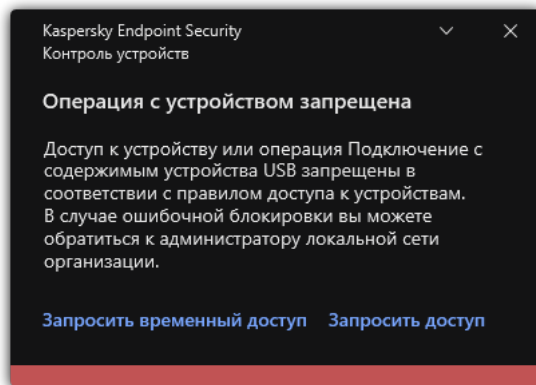 Kaspersky Endpoint Security
Контроль устройств
Операция с устройством запрещена
Доступ к устройству или операция Подключение с
содержимым устройства USB запрещены в
соответствии с правилом доступа к устройствам.
В случае ошибочной блокировки вы можете
обратиться к администратору локальной сети
организации.
Запросить временный доступ Запросить доступ